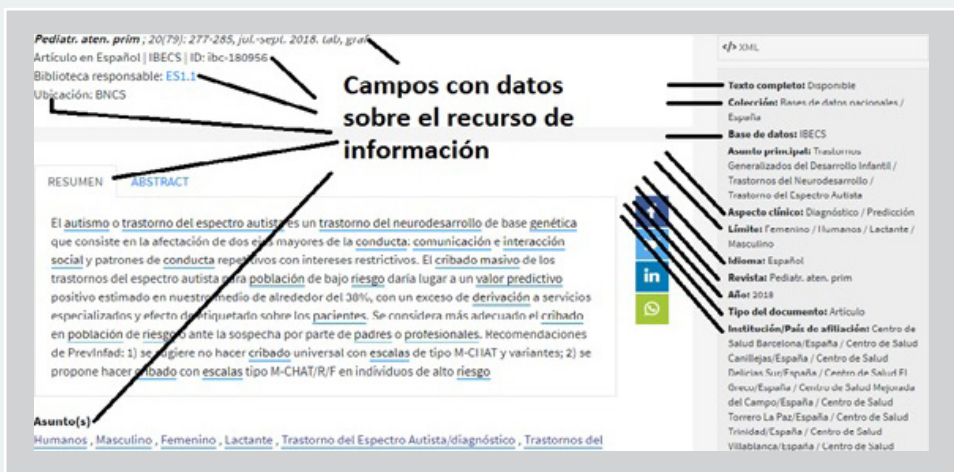 Pediatr. aten. prim ; 20(79): 277-285, jul.-sept. 2018. tab, graf
Artículo en Español | IBECS | ID: ibc-180956
Biblioteca responsable: ES1.1
Ubicación: BNCS
Campos con datos
sobre el recurso de
información
RESUMEN ABSTRACT
El autismo o trastorno del espectro autista es un trastorno del neurodesarrollo de base genética
que consiste en la afectación de dos ejes mayores de la conducta: comunicación e interacción
social y patrones de conducta repetitivos con intereses restrictivos. El cribado masivo de los
trastornos del espectro autista para población de bajo riesgo daría lugar a un valor predictivo
positivo estimado en nuestro medio de alrededor del 38%, con un exceso de derivación a servicios
especializados y efecto de etiquetado sobre los pacientes. Se considera más adecuado el cribado
en población de riesgo o ante la sospecha por parte de padres o profesionales. Recomendaciones
de PrevInfad: 1) se sugiere no hacer cribado universal con escalas de tipo M-CHAT y variantes; 2) se
propone hacer cribado con escalas tipo M-CHAT/R/F en individuos de alto riesgo
Asunto(s)
Humanos , Masculino , Femenino , Lactante , Trastorno del Espectro Autista/diagnóstico , Trastornos del
in
</> XML
Texto completo: Disponible
Colección: Bases de datos nacionales /
España
Base de datos: IBECS
Asunto principal: Trastornos
Generalizados del Desarrollo Infantil /
Trastornos del Neurodesarrollo /
Trastorno del Espectro Autista
Aspecto clínico: Diagnóstico / Predicción
Límite: Femenino / Humanos / Lactante /
Masculino
Idioma: Español
Revista: Pediatr. aten. prim
Año: 2018
Tipo del documento: Artículo
Institución/País de afiliación: Centro de
Salud Barcelona/España / Centro de Salud
Canillejas/España / Centro de Salud
Delicias Sur/España / Centro de Salud El
Greco/España / Centro de Salud Mejorada
del Campo/España / Centro de Salud
Torrero La Paz/España / Centro de Salud
Trinidad/España / Centro de Salud
Villablanca/España / Centro de Salud